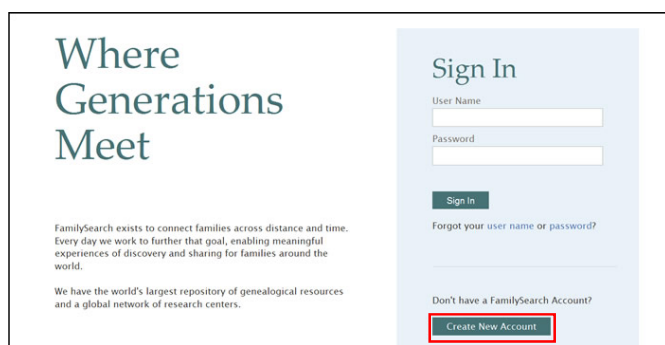 Where
Generations
Meet
FamilySearch exists to connect families across distance and time.
Every day we work to further that goal, enabling meaningful
experiences of discovery and sharing for families around the
world.
We have the world's largest repository of genealogical resources
and a global network of research centers.
Sign In
User Name
Password
Sign In
Forgot your user name or password?
Don't have a FamilySearch Account?
Create New Account